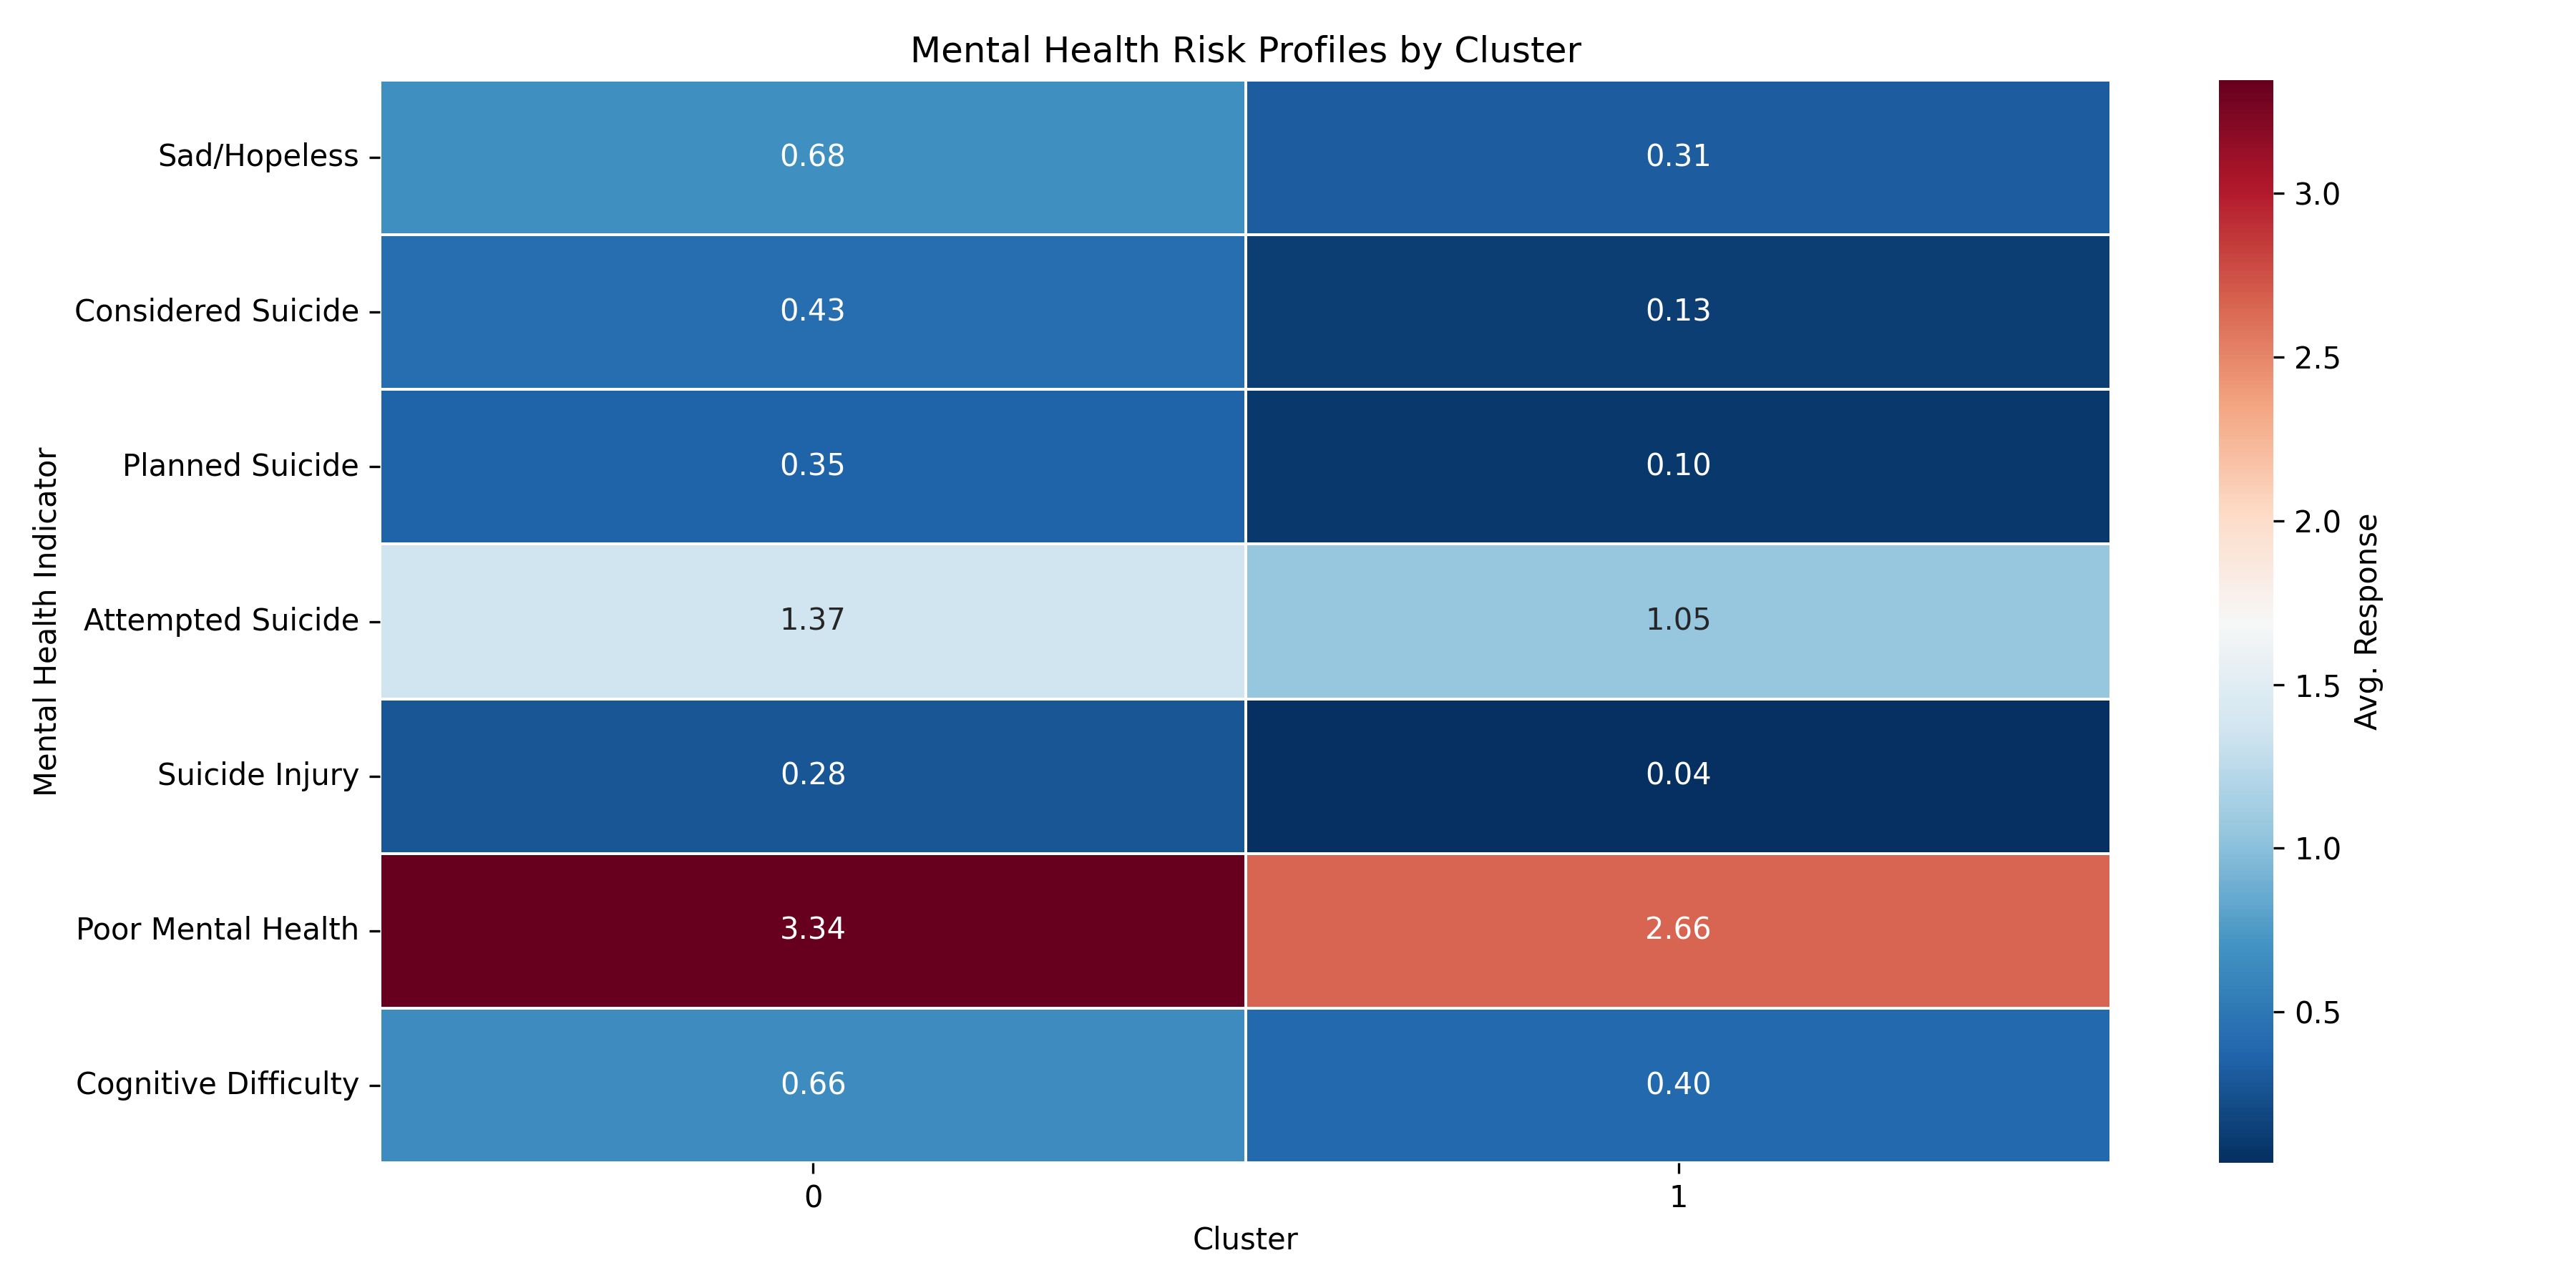 Mental Health Risk Profiles by Cluster
Mental Health Indicator
Sad/Hopeless 0.68 0.31
Considered Suicide 0.43 0.13
Planned Suicide 0.35 0.10
Attempted Suicide 1.37 1.05
Suicide Injury 0.28 0.04
Poor Mental Health 3.34 2.66
Cognitive Difficulty 0.66 0.40
0 1
Cluster
3.0
2.5
2.0
1.5
1.0
0.5
Avg. Response